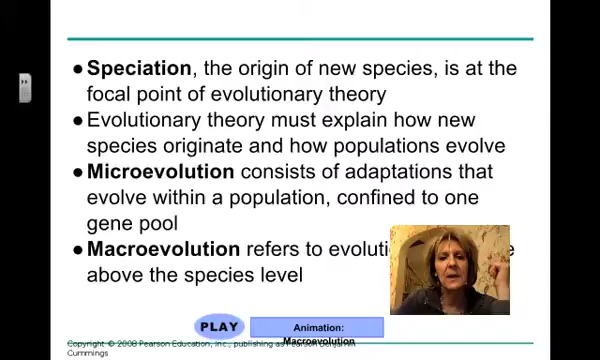 ●Speciation, the origin of new species, is at the
focal point of evolutionary theory
●Evolutionary theory must explain how new
species originate and how populations evolve
●Microevolution consists of adaptations that
evolve within a population, confined to one
gene pool
●Macroevolution refers to evoluti e
above the species level
PLAY
Animation:
Macroevolution
Copyright © 2008 Pearson Education, Inc., publishing as Pearson Benjamin
Cummings